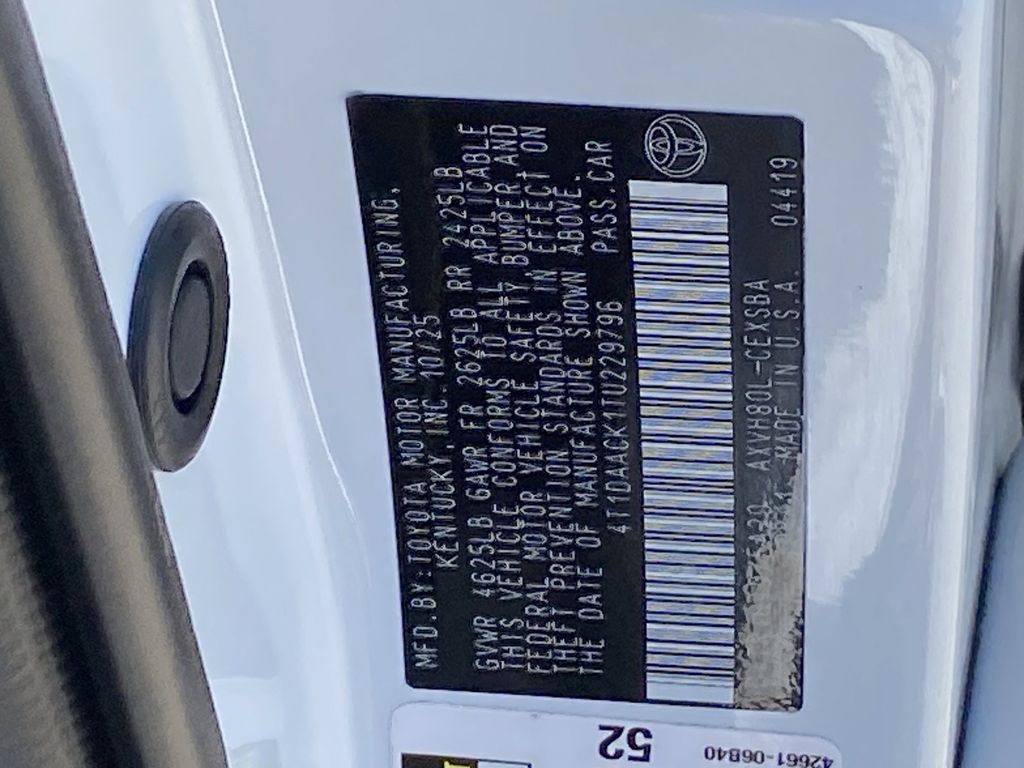 MFD.BY:TOYOTA MOTOR MANUFACTURING,
KENTUCKY, INC. 10/25
GVWR 4625LB GAWR FR 2625LB RR 2425LB
THIS VEHICLE CONFORMS TO ALL APPLICABLE
FEDERAL MOTOR VEHICLE SAFETY, BUMPER, AND
THEFT PREVENTION STANDARDS IN EFFECT ON
THE DATE OF MANUFACTURE SHOWN ABOVE.
4T1DAACK1TU229796 PASS.CAR
AXVH80L-CEXSBA
MADE IN U.S.A. 04419
52
42661-06B40